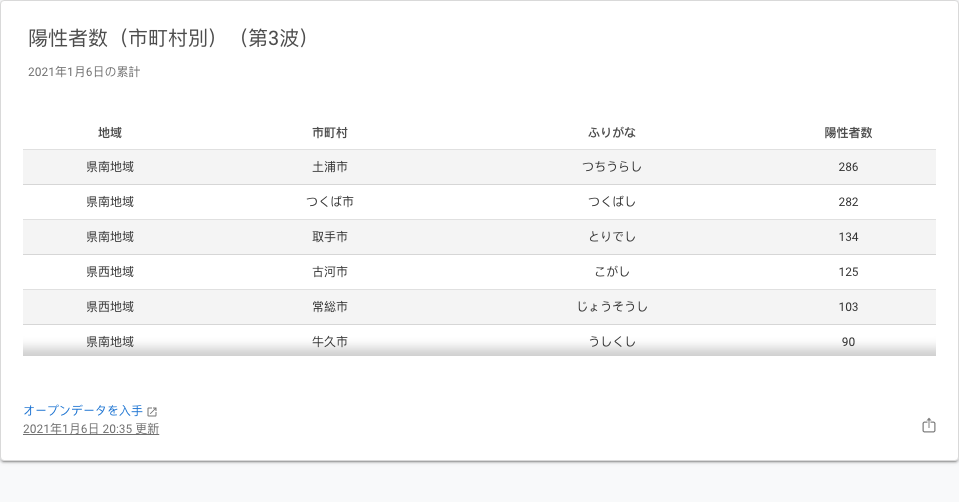 陽性者数（市町村別）（第3波）
2021年1月6日の累計
地域 市町村 ふりがな 陽性者数
県南地域 土浦市 つちうらし 286
県南地域 つくば市 つくばし 282
県南地域 取手市 とりでし 134
県西地域 古河市 こがし 125
県西地域 常総市 じょうそうし 103
県南地域 牛久市 うしくし 90
オープンデータを入手
2021年1月6日 20:35 更新